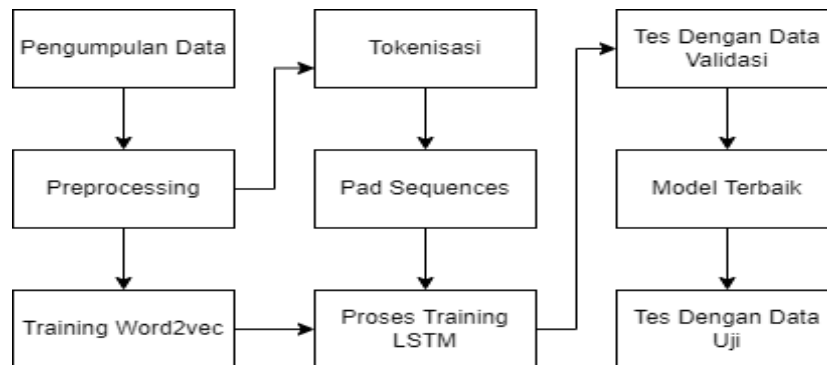 Pengumpulan Data
Preprocessing
Training Word2vec
Tokenisasi
Pad Sequences
Proses Training
LSTM
Tes Dengan Data
Validasi
Model Terbaik
Tes Dengan Data
Uji